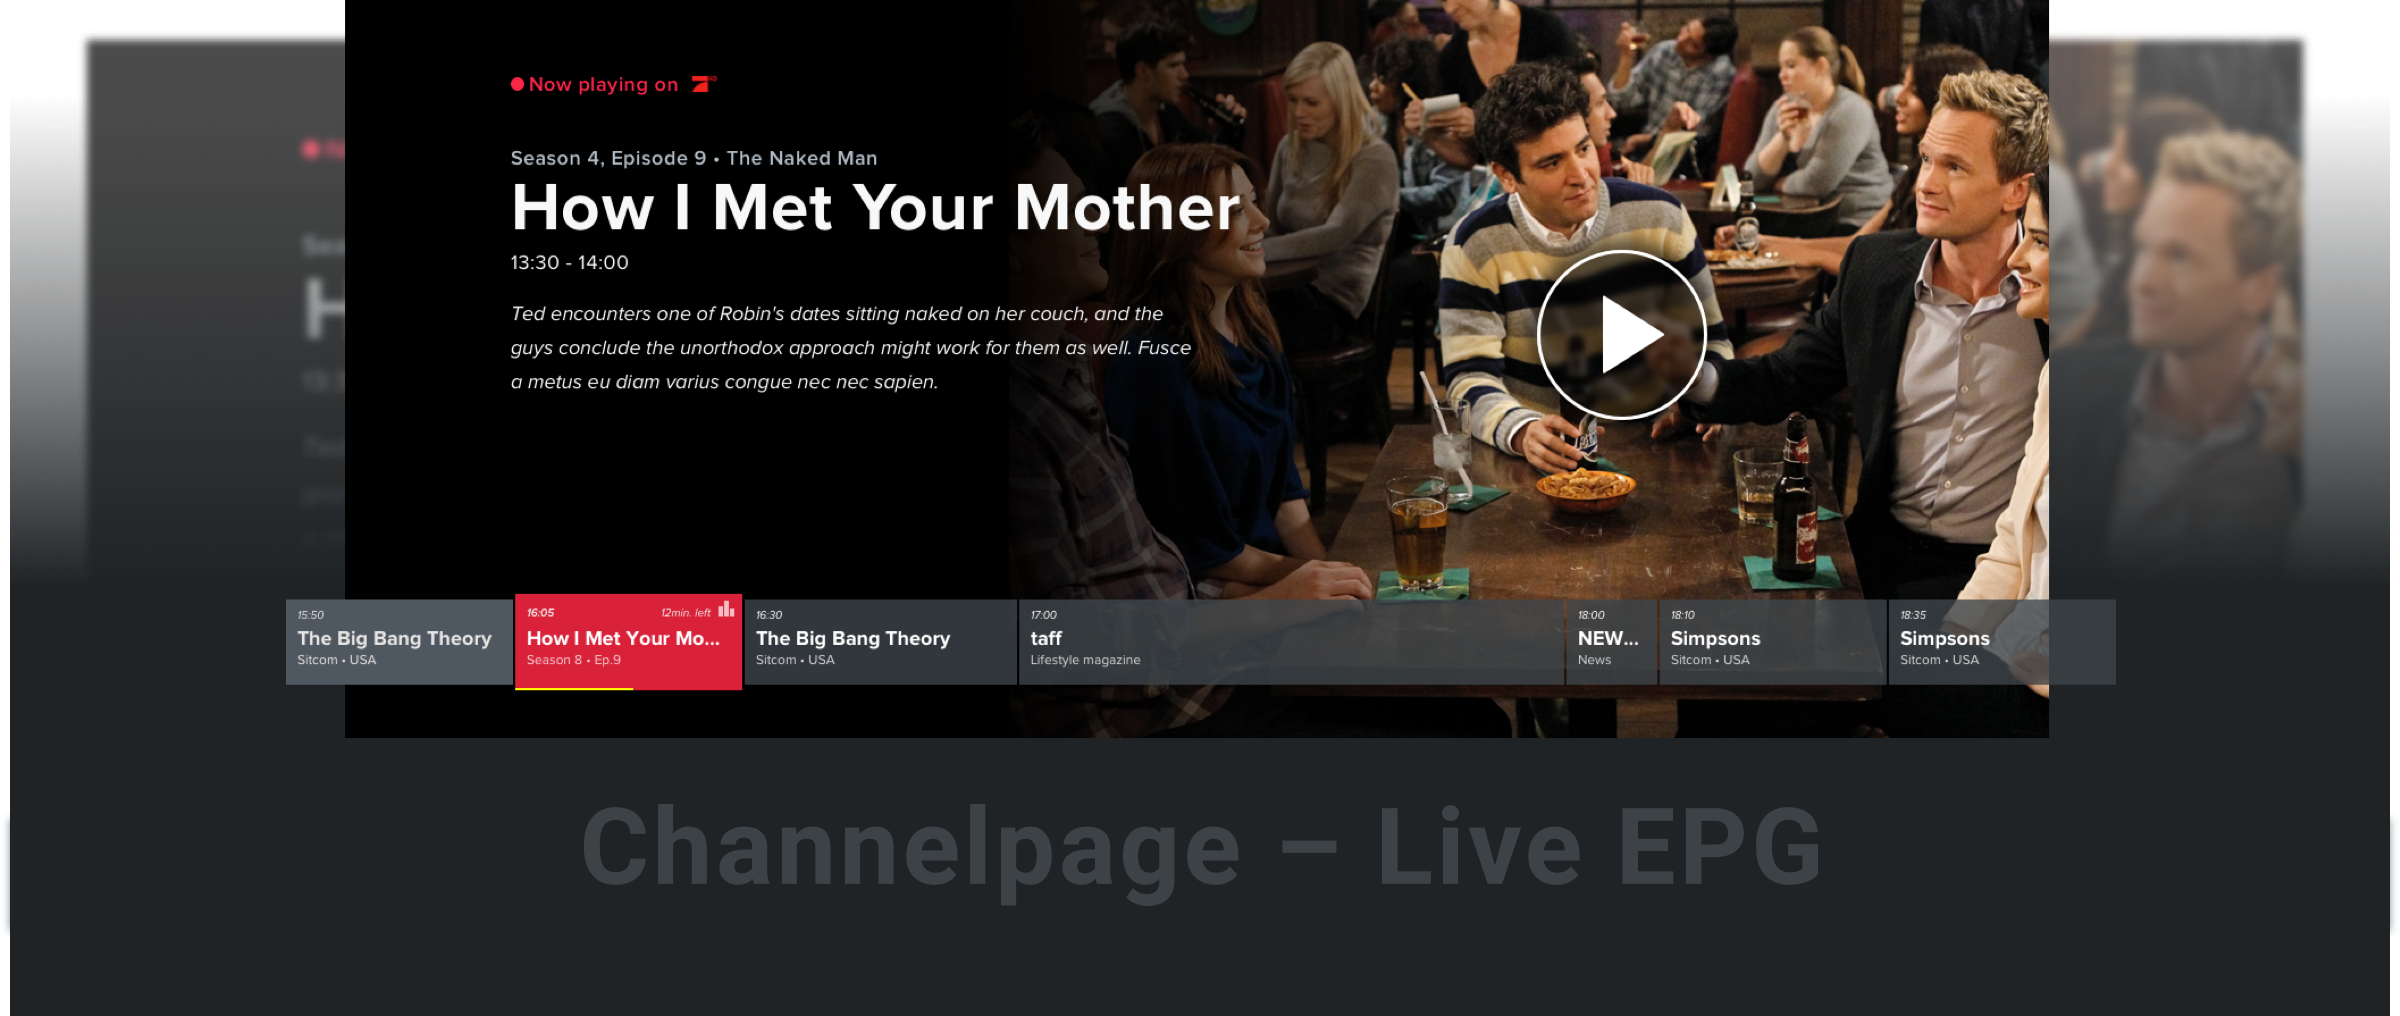 Now playing on
Season 4, Episode 9 • The Naked Man
How I Met Your Mother
13:30 - 14:00
Ted encounters one of Robin's dates sitting naked on her couch, and the
guys conclude the unorthodox approach might work for them as well. Fusce
a metus eu diam varius congue nec nec sapien.
15:50
The Big Bang Theory
Sitcom • USA
16:05 12min. left
How I Met Your Mo...
Season 8 • Ep.9
16:30
The Big Bang Theory
Sitcom • USA
17:00
taff
Lifestyle magazine
18:00
NEW...
News
18:10
Simpsons
Sitcom • USA
18:35
Simpsons
Sitcom • USA
Channelpage – Live EPG